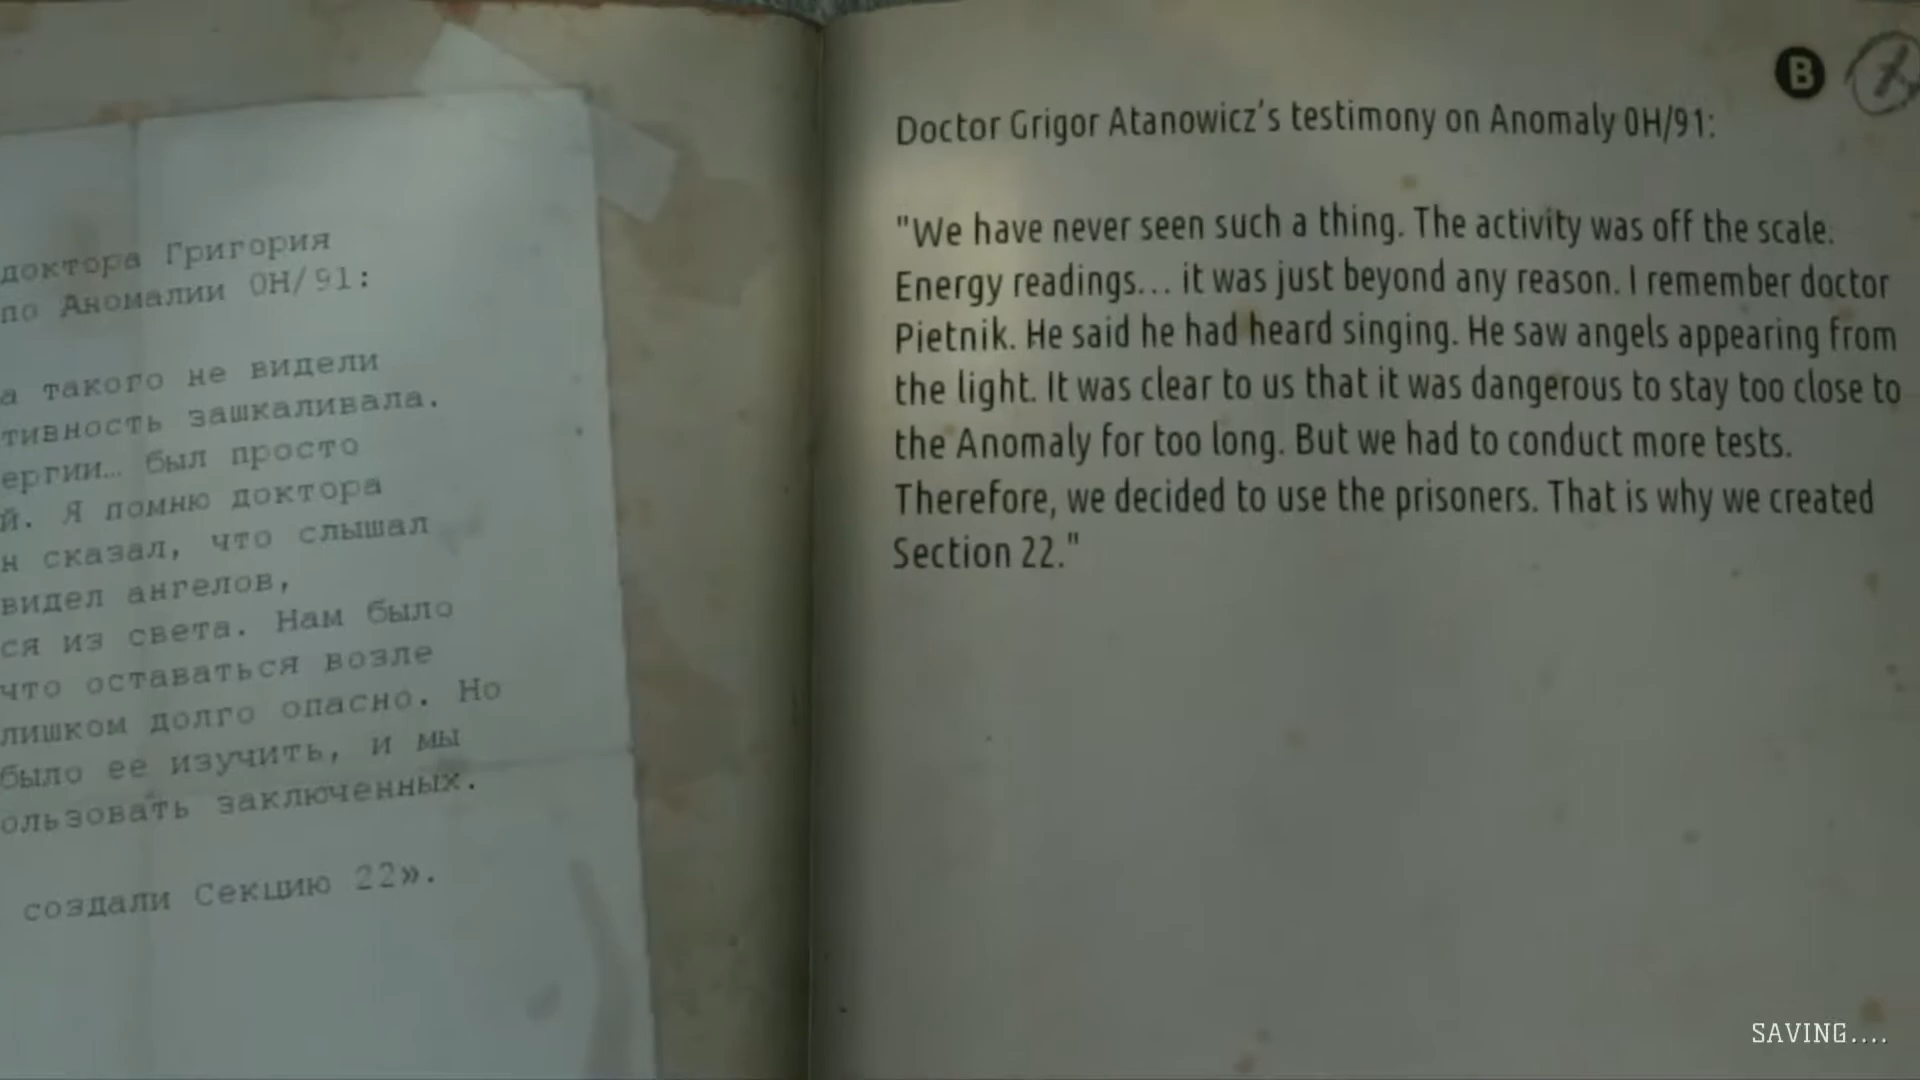 доктора Григория
по Аномалии ОН/91:
а такого не видели
тивность зашкаливала.
ергии… был просто
й. Я помню доктора
н сказал, что слышал
видел ангелов,
ся из света. Нам было
что оставаться возле
лишком долго опасно. Но
было ее изучить, и мы
ользовать заключенных.
создали Секцию 22».
B
Doctor Grigor Atanowicz's testimony on Anomaly OH/91:
"We have never seen such a thing. The activity was off the scale.
Energy readings... it was just beyond any reason. I remember doctor
Pietnik. He said he had heard singing. He saw angels appearing from
the light. It was clear to us that it was dangerous to stay too close to
the Anomaly for too long. But we had to conduct more tests.
Therefore, we decided to use the prisoners. That is why we created
Section 22."
SAVING....